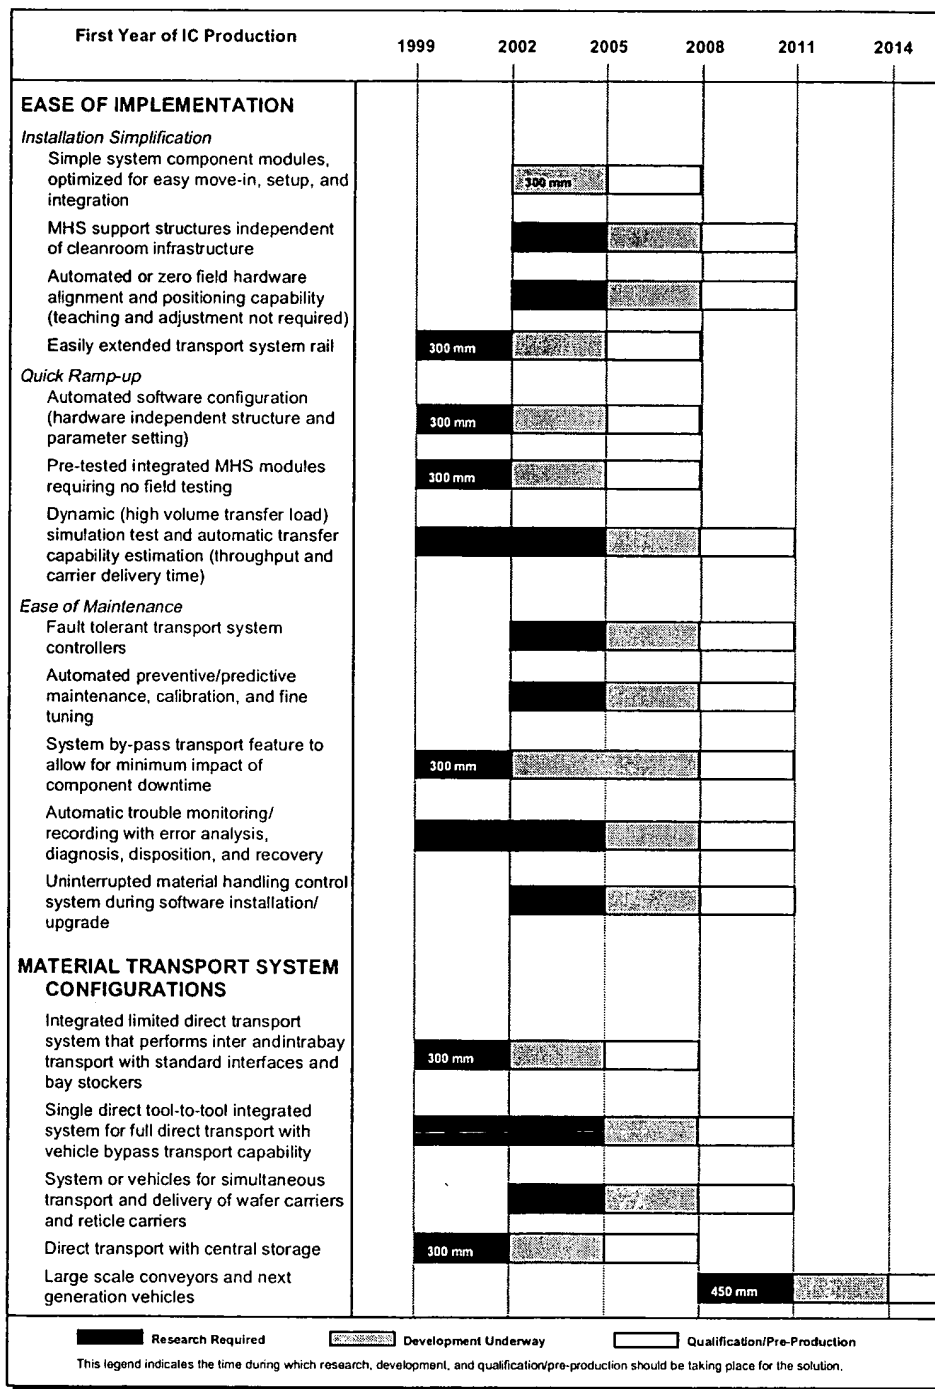 First Year of IC Production
1999 2002 2005 2008 2011 2014
EASE OF IMPLEMENTATION
Installation Simplification
Simple system component modules,
optimized for easy move-in, setup, and
integration
300 mm
MHS support structures independent
of cleanroom infrastructure
Automated or zero field hardware
alignment and positioning capability
(teaching and adjustment not required)
Easily extended transport system rail
300 mm
Quick Ramp-up
Automated software configuration
(hardware independent structure and
parameter setting)
300 mm
Pre-tested integrated MHS modules
requiring no field testing
300 mm
Dynamic (high volume transfer load)
simulation test and automatic transfer
capability estimation (throughput and
carrier delivery time)
Ease of Maintenance
Fault tolerant transport system
controllers
Automated preventive/predictive
maintenance, calibration, and fine
tuning
System by-pass transport feature to
allow for minimum impact of
component downtime
300 mm
Automatic trouble monitoring/
recording with error analysis,
diagnosis, disposition, and recovery
Uninterrupted material handling control
system during software installation/
upgrade
MATERIAL TRANSPORT SYSTEM
CONFIGURATIONS
Integrated limited direct transport
system that performs inter andintrabay
transport with standard interfaces and
bay stockers
300 mm
Single direct tool-to-tool integrated
system for full direct transport with
vehicle bypass transport capability
System or vehicles for simultaneous
transport and delivery of wafer carriers
and reticle carriers
Direct transport with central storage
300 mm
Large scale conveyors and next
generation vehicles
450 mm
Research Required Development Underway Qualification/Pre-Production
This legend indicates the time during which research, development, and qualification/pre-production should be taking place for the solution.